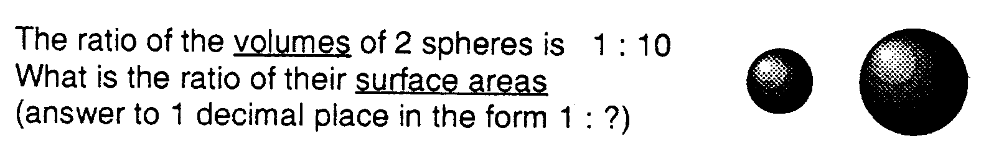 The ratio of the volumes of 2 spheres is 1 : 10
What is the ratio of their surface areas
(answer to 1 decimal place in the form 1 : ?)